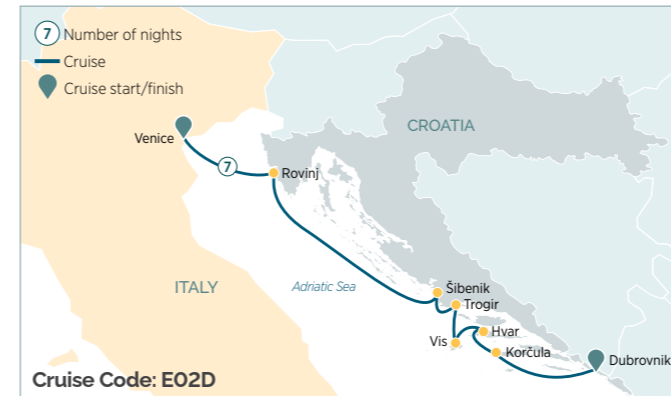 7 Number of nights
Cruise
Cruise start/finish
CROATIA
Venice
7
Rovinj
ITALY
Adriatic Sea
Šibenik
Trogir
Hvar
Vis
Korčula
Dubrovnik
Cruise Code: E02D